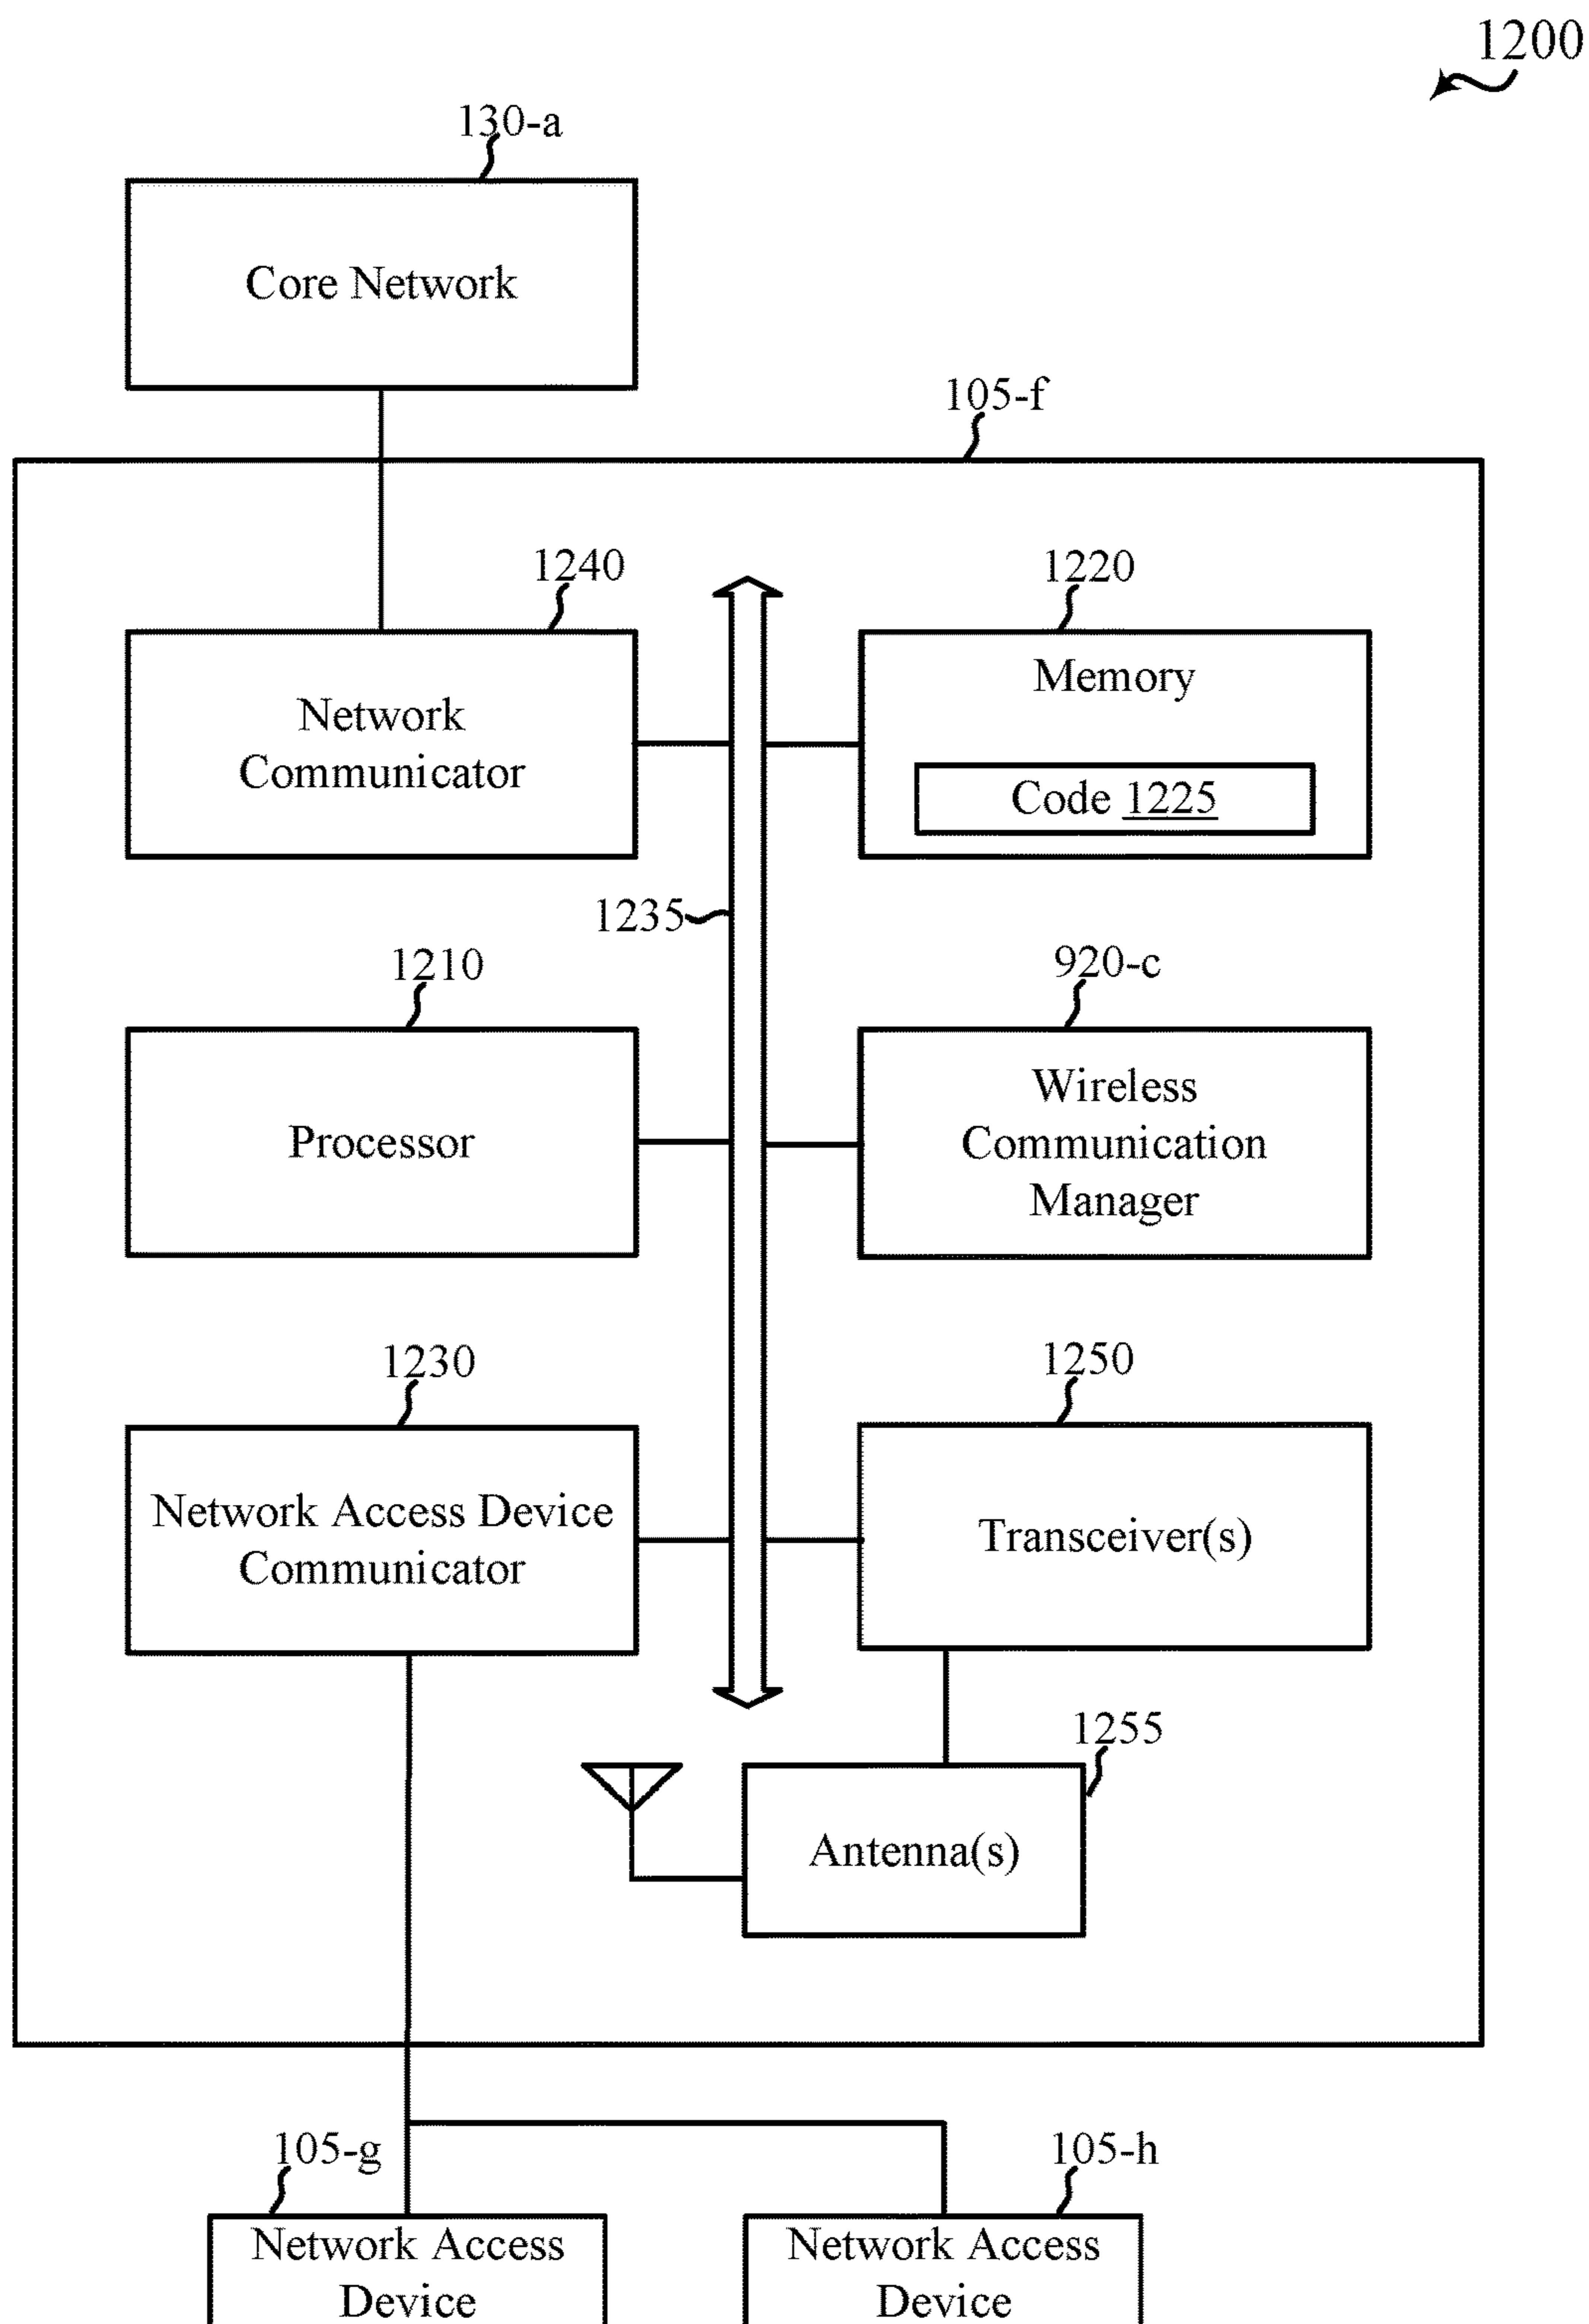 1200
130-a
Core Network
105-f
1240
Network
Communicator
1220
Memory
Code 1225
1235
1210
Processor
920-c
Wireless
Communication
Manager
1230
Network Access Device
Communicator
1250
Transceiver(s)
1255
Antenna(s)
105-g
Network Access
Device
105-h
Network Access
Device